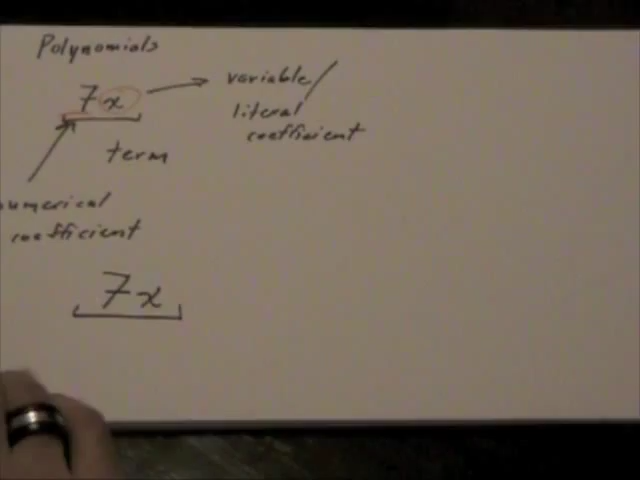 Polynomials
7x → variable/
literal
coefficient
term
numerical
coefficient
7x